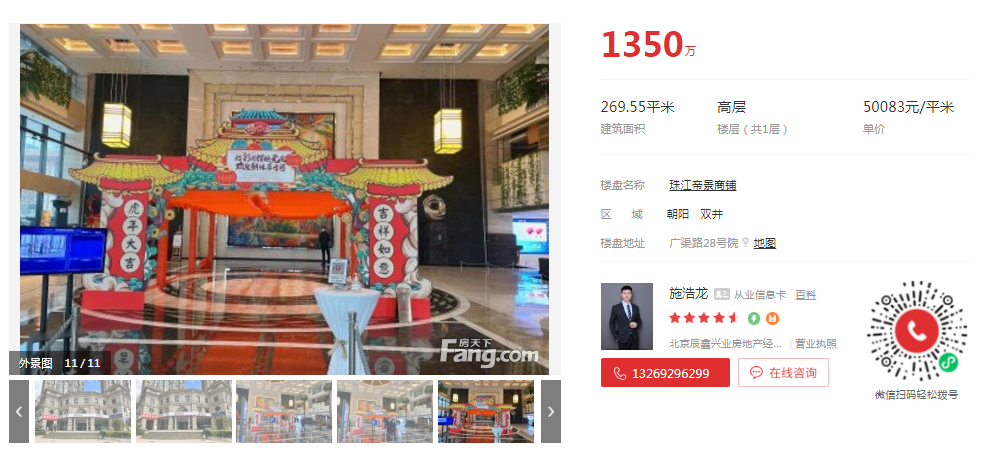 1350万
269.55平米 高层 50083元/平米
建筑面积 楼层（共1层） 单价
楼盘名称 珠江帝景商铺
区 域 朝阳 双井
楼盘地址 广渠路28号院 地图
施浩龙 从业信息卡 百科
北京辰鑫兴业房地产经... 营业执照
13269296299 在线咨询
微信扫码轻松拨号
虎年大吉
吉祥如意
房天下
Fang.com
外景图 11 / 11